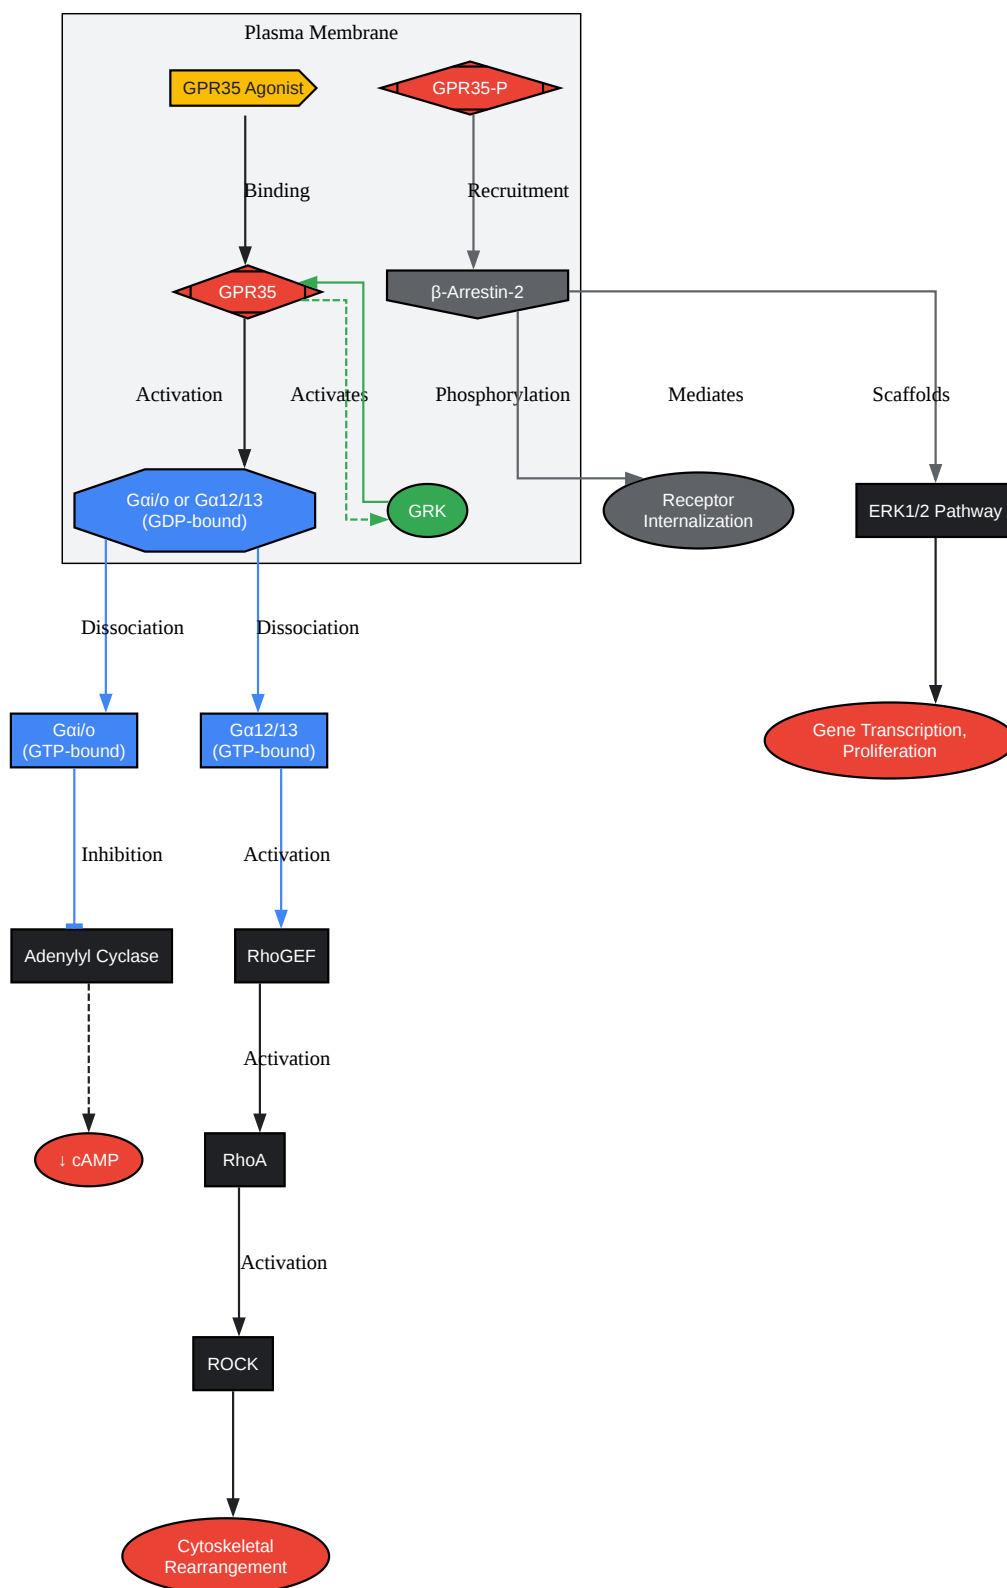 Plasma Membrane
GPR35 Agonist
GPR35-P
Binding
Recruitment
GPR35
β-Arrestin-2
Activation
Activates
Phosphorylation
Mediates
Scaffolds
Gαi/o or Gα12/13
(GDP-bound)
GRK
Receptor
Internalization
ERK1/2 Pathway
Dissociation
Dissociation
Gαi/o
(GTP-bound)
Gα12/13
(GTP-bound)
Gene Transcription,
Proliferation
Inhibition
Activation
Adenylyl Cyclase
RhoGEF
Activation
↓ cAMP
RhoA
Activation
ROCK
Cytoskeletal
Rearrangement